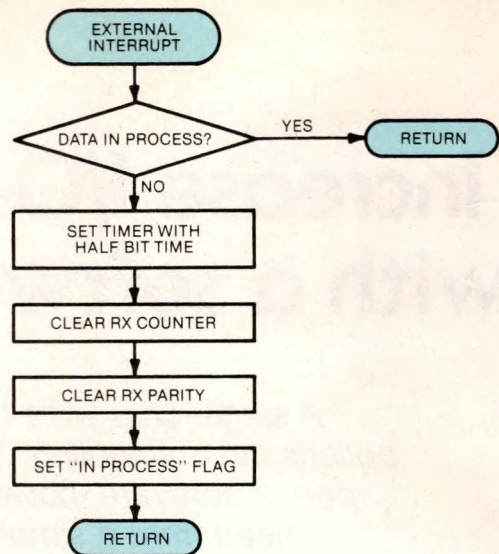 EXTERNAL
INTERRUPT
DATA IN PROCESS?
YES
RETURN
NO
SET TIMER WITH
HALF BIT TIME
CLEAR RX COUNTER
CLEAR RX PARITY
SET "IN PROCESS" FLAG
RETURN